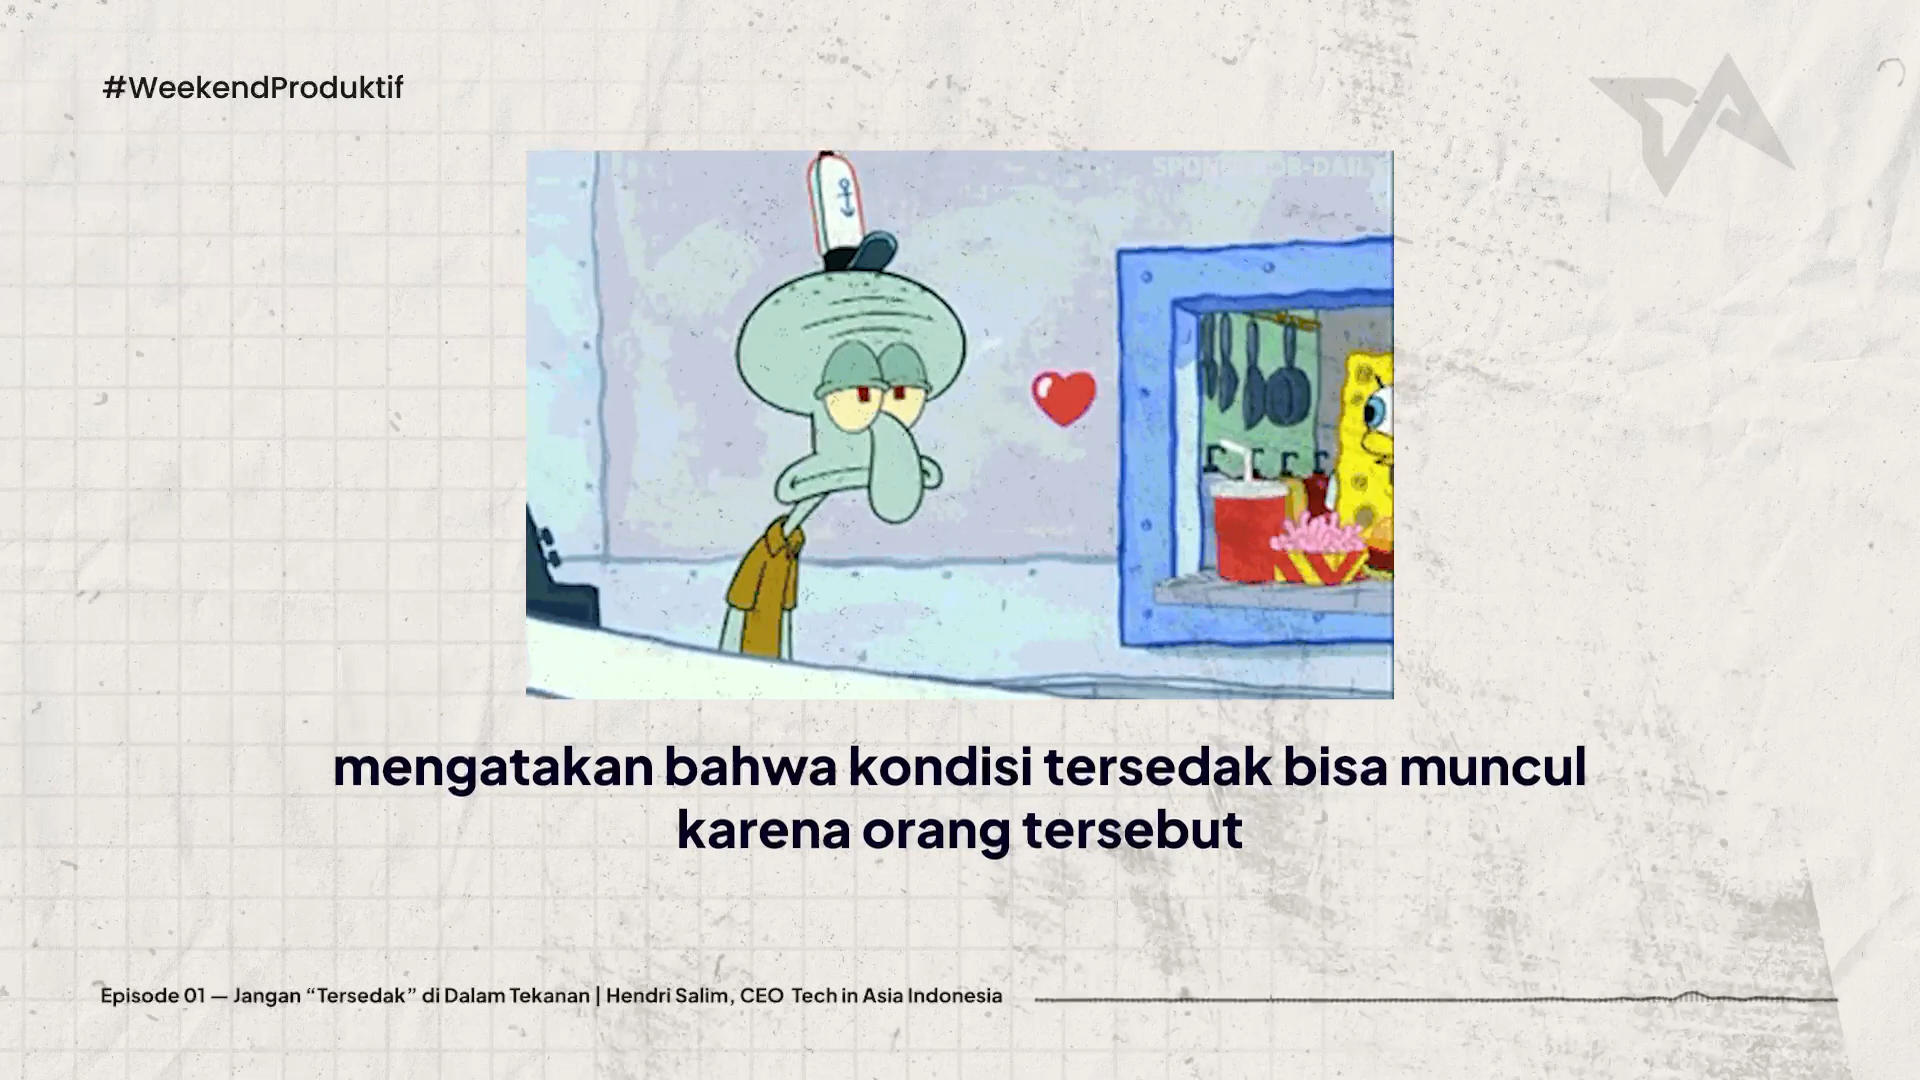 #WeekendProduktif
mengatakan bahwa kondisi tersedak bisa muncul
karena orang tersebut
Episode 01 — Jangan “Tersedak” di Dalam Tekanan | Hendri Salim, CEO Tech in Asia Indonesia